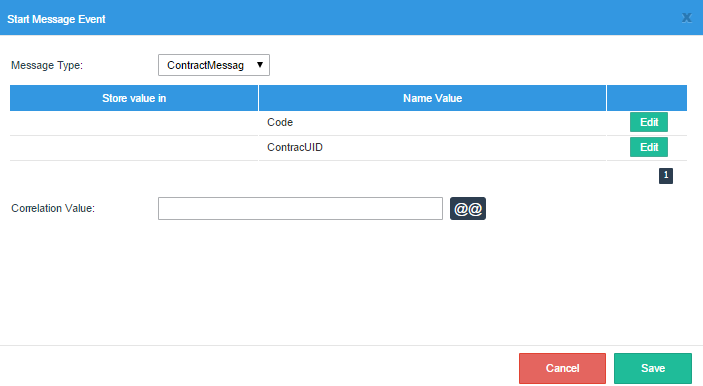 Start Message Event
x
Message Type: ContractMessag
Store value in Name Value
Code Edit
ContracUID Edit
1
Correlation Value: @@
Cancel Save